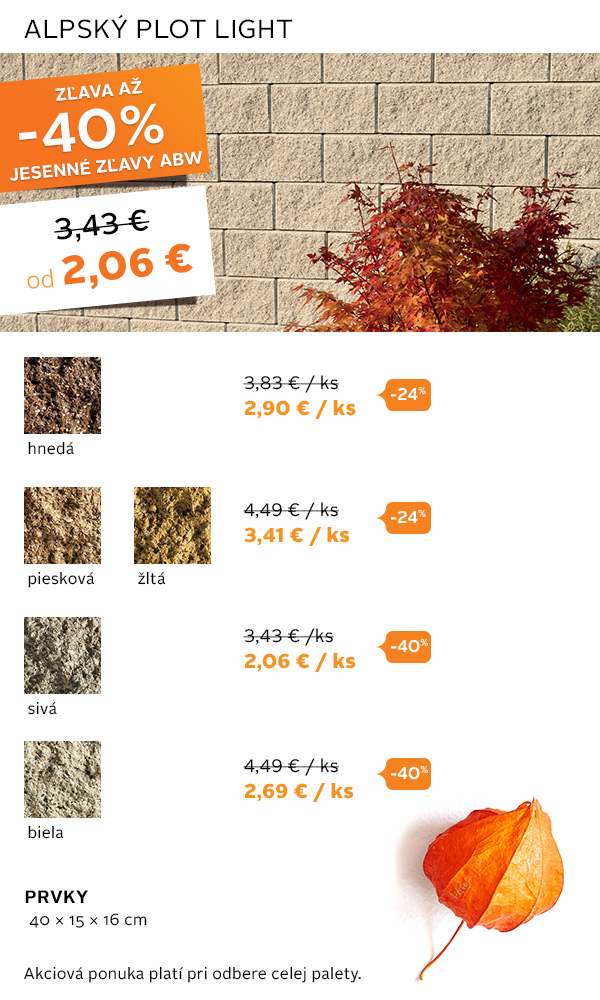 ALPSKÝ PLOT LIGHT
ZĽAVA AŽ
-40%
JESENNÉ ZĽAVY ABW
3,43 €
od 2,06 €
3,83 € / ks
2,90 € / ks
-24%
hnedá
4,49 € / ks
3,41 € / ks
-24%
piesková
žltá
3,43 € /ks
2,06 € / ks
-40%
sivá
4,49 € / ks
2,69 € / ks
-40%
biela
PRVKY
40 × 15 × 16 cm
Akciová ponuka platí pri odbere celej palety.